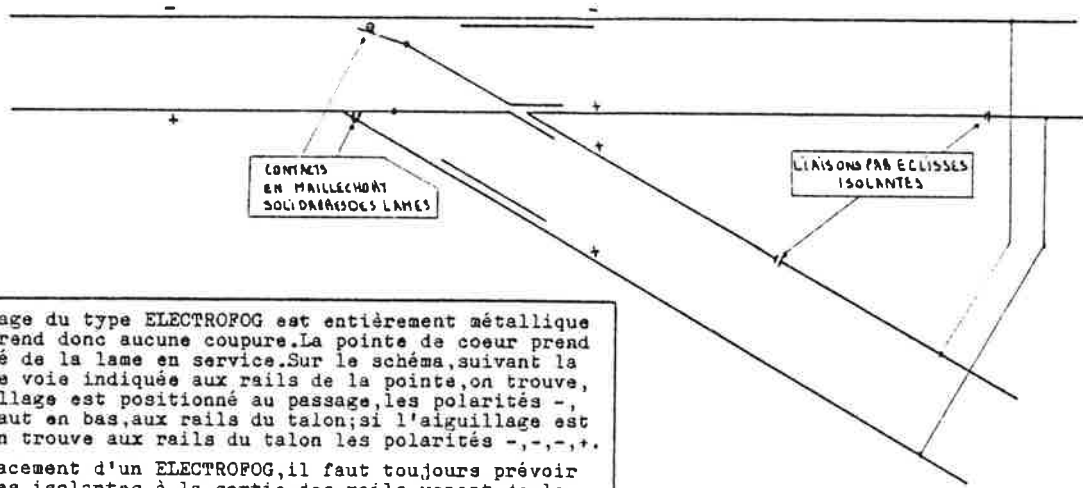 -
-
+
+
+
+
CONTACTS
EN MAILLECHORT
SOLIDAIRES DES LAMES
LIAISONS PAR ECLISSES
ISOLANTES
age du type ELECTROFOG est entièrement métallique
rend donc aucune coupure.La pointe de coeur prend
é de la lame en service.Sur le schéma,suivant la
e voie indiquée aux rails de la pointe,on trouve,
llage est positionné au passage,les polarités -,
aut en bas,aux rails du talon;si l'aiguillage est
n trouve aux rails du talon les polarités -,-,-,+.
acement d'un ELECTROFOG,il faut toujours prévoir